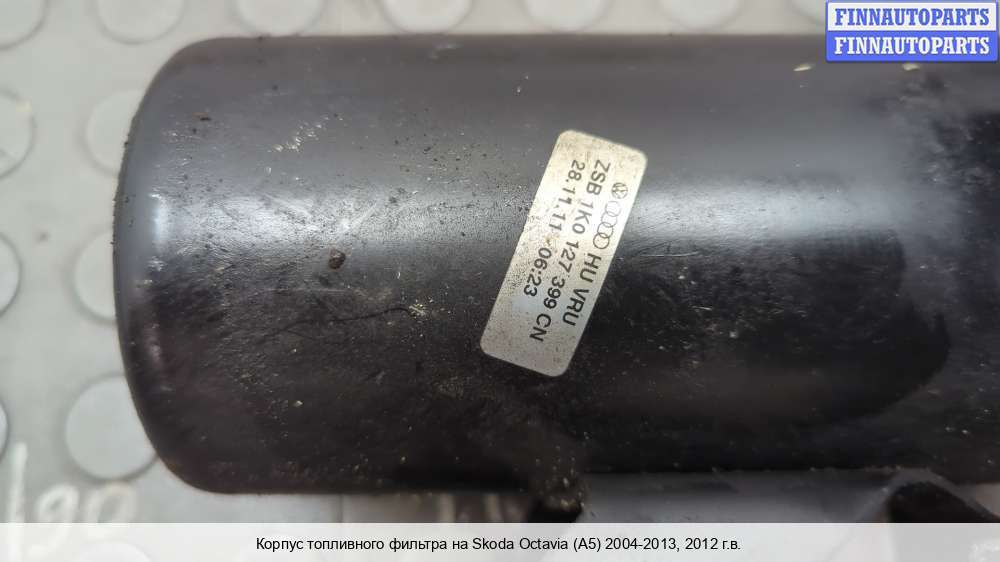 FINNAUTOPARTS
FINNAUTOPARTS
HU VRU
ZSB 1K0 127 399 CN
28.11.11 06:23
190
Корпус топливного фильтра на Skoda Octavia (A5) 2004-2013, 2012 г.в.